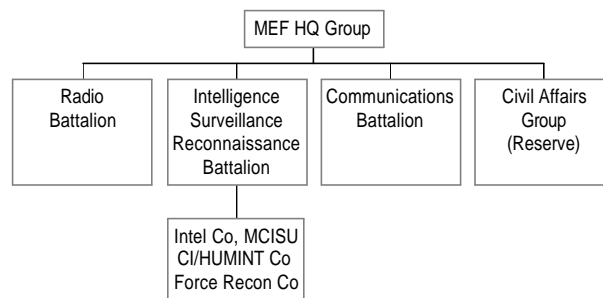 MEF HQ Group
Radio
Battalion
Intelligence
Surveillance
Reconnaissance
Battalion
Communications
Battalion
Civil Affairs
Group
(Reserve)
Intel Co, MCISU
CI/HUMINT Co
Force Recon Co